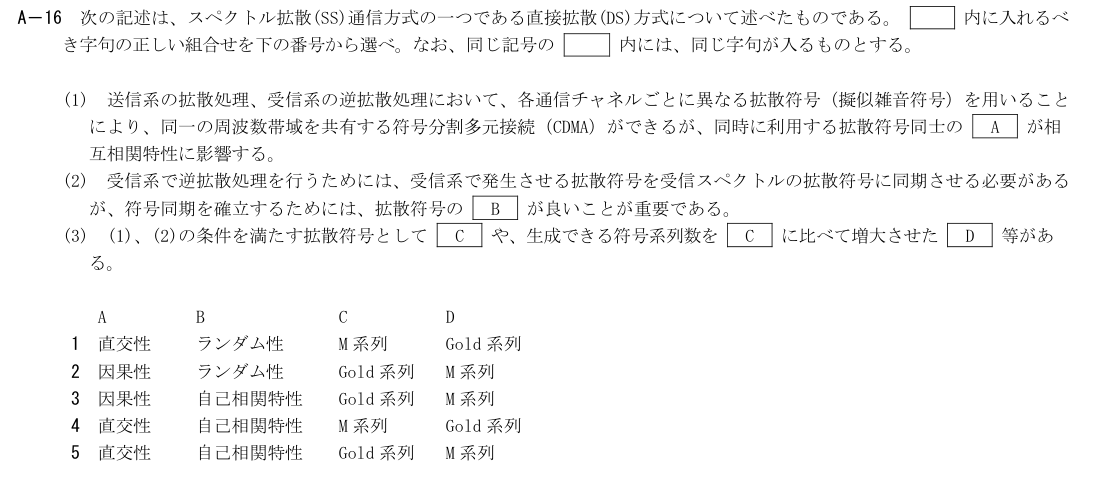 A－16 次の記述は、スペクトル拡散(SS)通信方式の一つである直接拡散(DS)方式について述べたものである。 内に入れるべ
き字句の正しい組合せを下の番号から選べ。なお、同じ記号の 内には、同じ字句が入るものとする。
(1) 送信系の拡散処理、受信系の逆拡散処理において、各通信チャネルごとに異なる拡散符号（擬似雑音符号）を用いること
により、同一の周波数帯域を共有する符号分割多元接続（CDMA）ができるが、同時に利用する拡散符号同士の A が相
互相関特性に影響する。
(2) 受信系で逆拡散処理を行うためには、受信系で発生させる拡散符号を受信スペクトルの拡散符号に同期させる必要がある
が、符号同期を確立するためには、拡散符号の B が良いことが重要である。
(3) (1)、(2)の条件を満たす拡散符号として C や、生成できる符号系列数を C に比べて増大させた D 等があ
る。
A B C D
1 直交性 ランダム性 M系列 Gold系列
2 因果性 ランダム性 Gold系列 M系列
3 因果性 自己相関特性 Gold系列 M系列
4 直交性 自己相関特性 M系列 Gold系列
5 直交性 自己相関特性 Gold系列 M系列